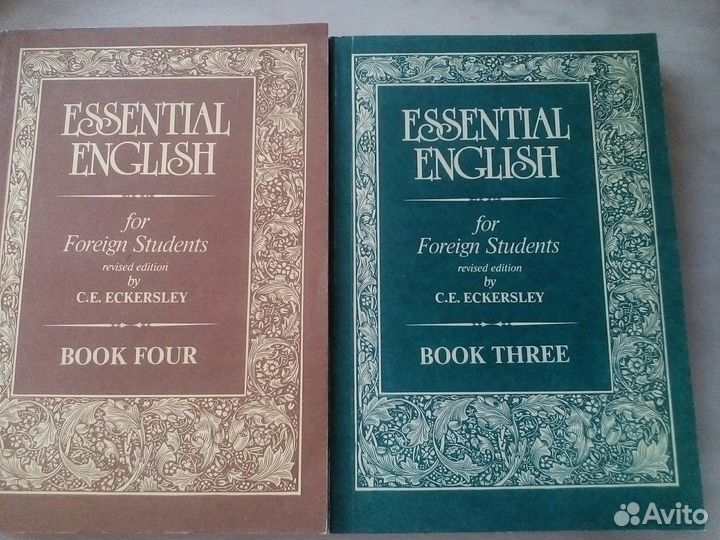 ESSENTIAL
ENGLISH
for
Foreign Students
revised edition
by
C.E. ECKERSLEY
BOOK FOUR
ESSENTIAL
ENGLISH
for
Foreign Students
revised edition
by
C.E. ECKERSLEY
BOOK THREE
Avito